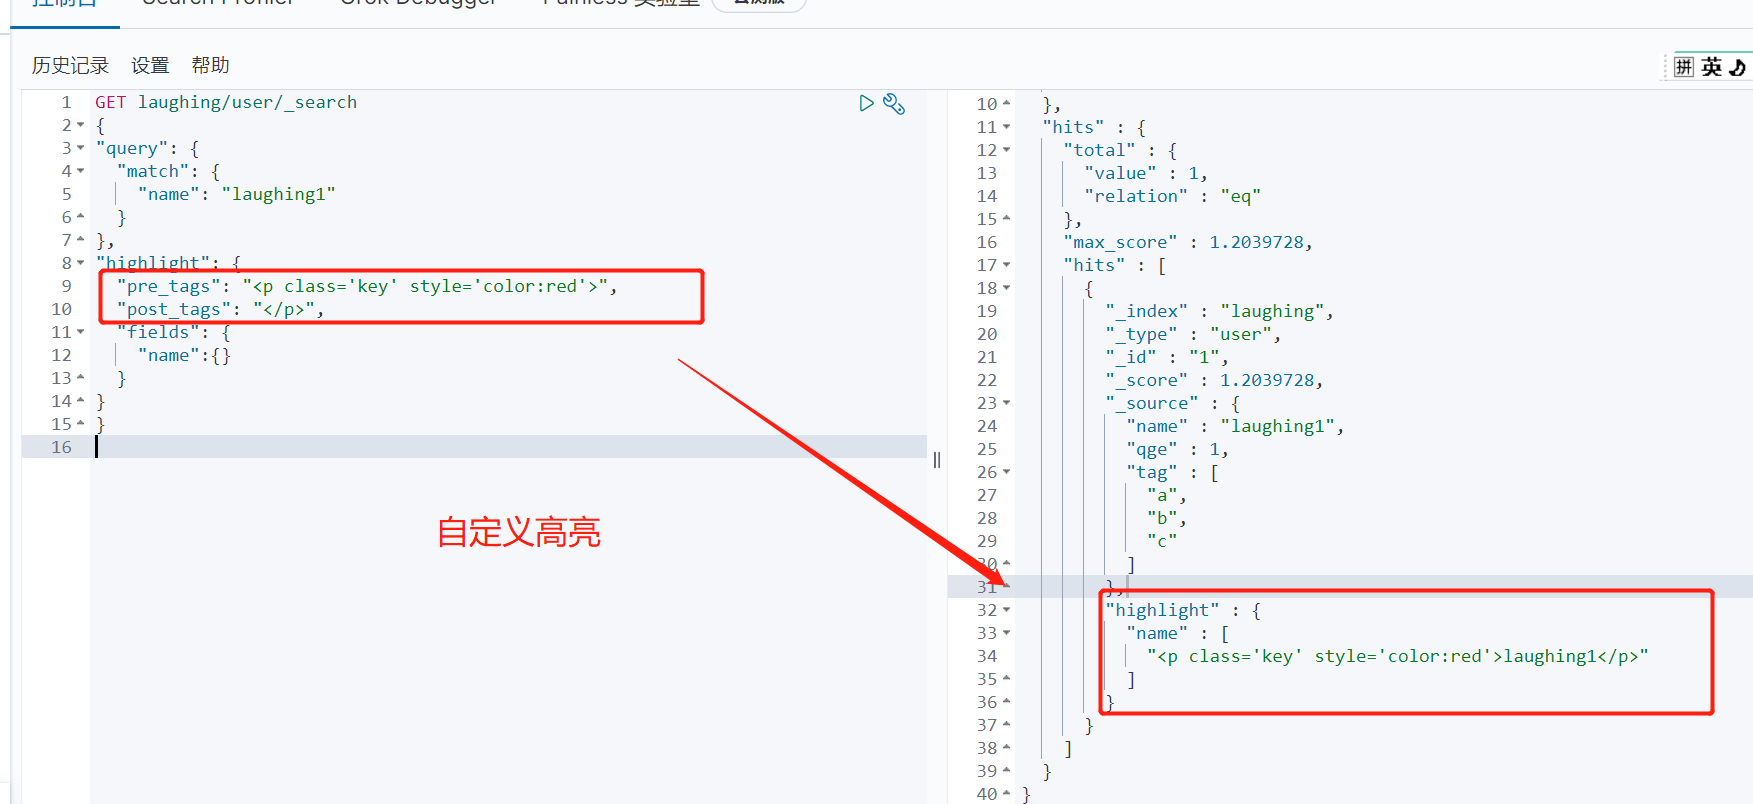 控制台 Search Profiler Grok Debugger Painless 实验室 公测版
历史记录 设置 帮助
拼 英
1 GET laughing/user/_search
2 {
3 "query": {
4 "match": {
5 "name": "laughing1"
6 }
7 },
8 "highlight": {
9 "pre_tags": "<p class='key' style='color:red'>",
10 "post_tags": "</p>",
11 "fields": {
12 "name":{}
13 }
14 }
15 }
16
自定义高亮
10 },
11 "hits" : {
12 "total" : {
13 "value" : 1,
14 "relation" : "eq"
15 },
16 "max_score" : 1.2039728,
17 "hits" : [
18 {
19 "_index" : "laughing",
20 "_type" : "user",
21 "_id" : "1",
22 "_score" : 1.2039728,
23 "_source" : {
24 "name" : "laughing1",
25 "qge" : 1,
26 "tag" : [
27 "a",
28 "b",
29 "c"
30 ]
31 },
32 "highlight" : {
33 "name" : [
34 "<p class='key' style='color:red'>laughing1</p>"
35 ]
36 }
37 }
38 ]
39 }
40 }